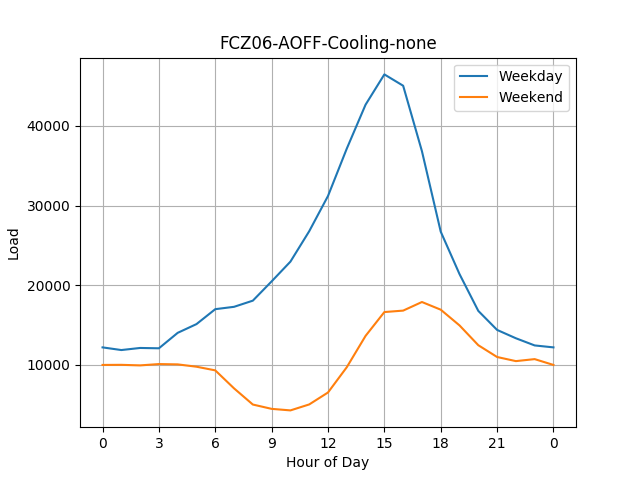 FCZ06-AOFF-Cooling-none
Weekday
Weekend
40000
30000
20000
10000
Load
0 3 6 9 12 15 18 21 0
Hour of Day